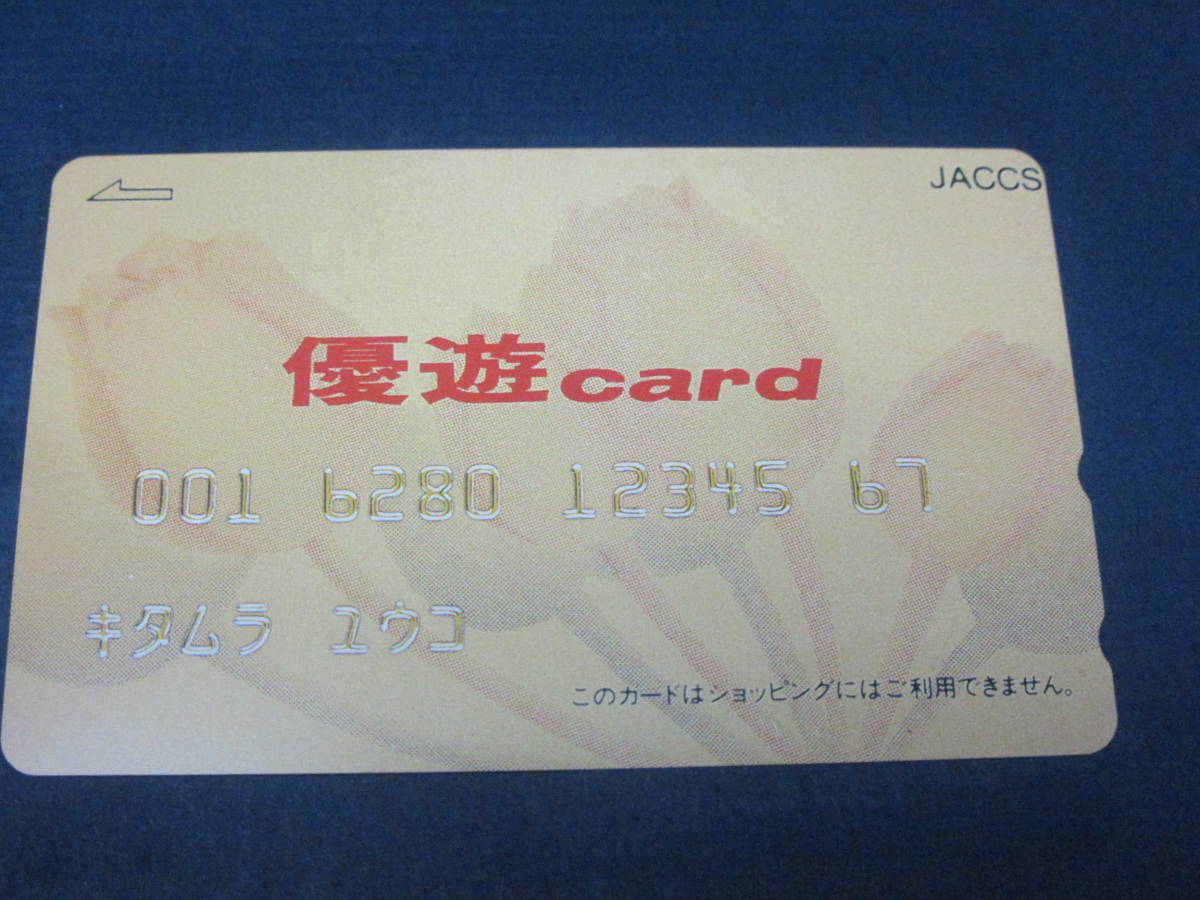 JACCS
優遊card
001 6280 12345 67
キタムラ ユウコ
このカードはショッピングにはご利用できません。